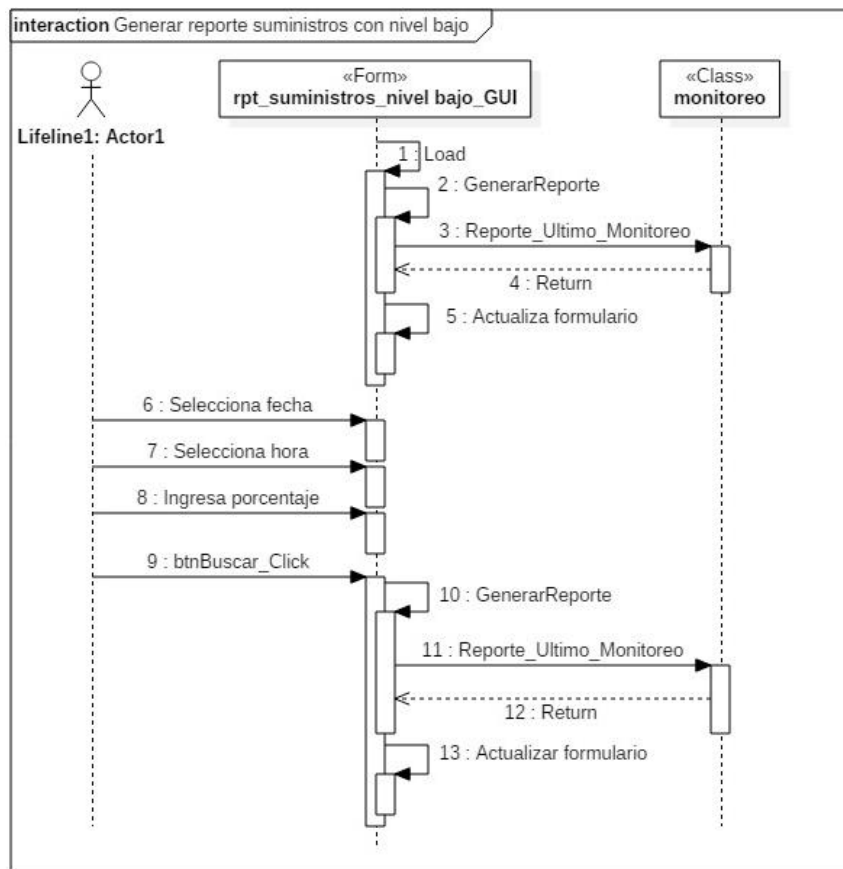 interaction Generar reporte suministros con nivel bajo
«Form»
rpt_suministros_nivel bajo_GUI
«Class»
monitoreo
Lifeline1: Actor1
1 : Load
2 : GenerarReporte
3 : Reporte_Ultimo_Monitoreo
4 : Return
5 : Actualiza formulario
6 : Selecciona fecha
7 : Selecciona hora
8 : Ingresa porcentaje
9 : btnBuscar_Click
10 : GenerarReporte
11 : Reporte_Ultimo_Monitoreo
12 : Return
13 : Actualizar formulario